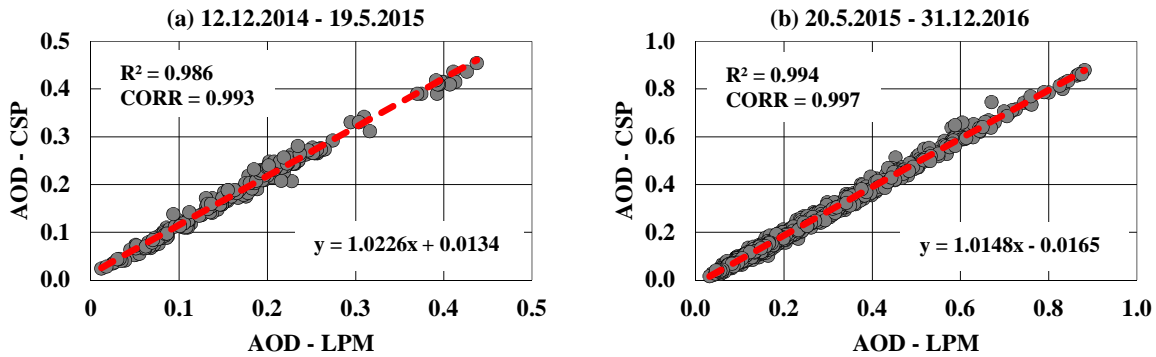 (a) 12.12.2014 - 19.5.2015
0.5
0.4
0.3
0.2
0.1
0.0
AOD - CSP
R² = 0.986
CORR = 0.993
y = 1.0226x + 0.0134
0
0.1
0.2
0.3
0.4
0.5
AOD - LPM
(b) 20.5.2015 - 31.12.2016
1.0
0.8
0.6
0.4
0.2
0.0
AOD - CSP
R² = 0.994
CORR = 0.997
y = 1.0148x - 0.0165
0.0
0.2
0.4
0.6
0.8
1.0
AOD - LPM